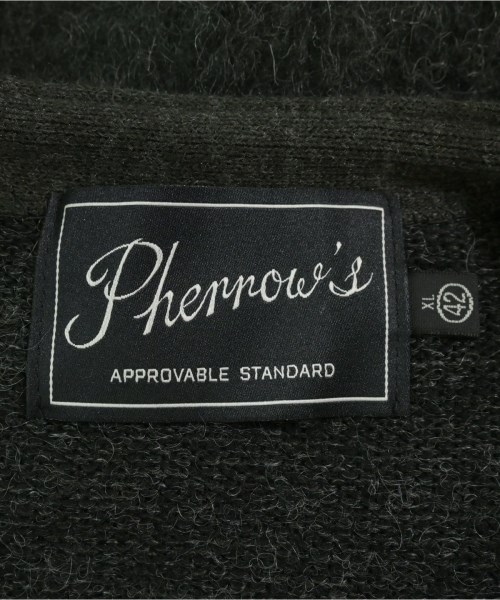 Pherrow's
APPROVABLE STANDARD
XL 42